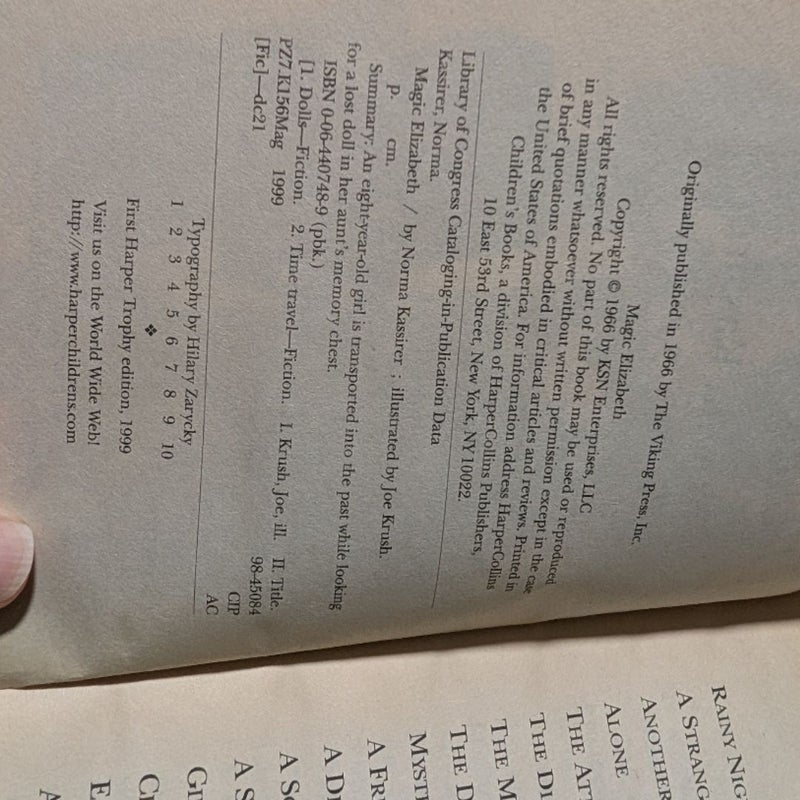 Originally published in 1966 by The Viking Press, Inc.
Magic Elizabeth
Copyright © 1966 by KSN Enterprises, LLC
All rights reserved. No part of this book may be used or reproduced
in any manner whatsoever without written permission except in the case
of brief quotations embodied in critical articles and reviews. Printed in
the United States of America. For information address HarperCollins
Children's Books, a division of HarperCollins Publishers,
10 East 53rd Street, New York, NY 10022.
Library of Congress Cataloging-in-Publication Data
Kassirer, Norma.
Magic Elizabeth / by Norma Kassirer ; illustrated by Joe Krush.
p. cm.
Summary: An eight-year-old girl is transported into the past while looking
for a lost doll in her aunt's memory chest.
ISBN 0-06-440748-9 (pbk.)
[1. Dolls—Fiction. 2. Time travel—Fiction. I. Krush, Joe, ill. II. Title.
PZ7.K156Mag 1999 98-45084
[Fic]—dc21 CIP
AC
Typography by Hilary Zarycky
1 2 3 4 5 6 7 8 9 10
❖
First Harper Trophy edition, 1999
Visit us on the World Wide Web!
http://www.harperchildrens.com
RAINY NIG
A STRANG
ANOTHER
ALONE
THE ATT
THE DI
THE M
THE D
MYSTE
A FR
A DR
A SC
A S
GR
CH
E
A